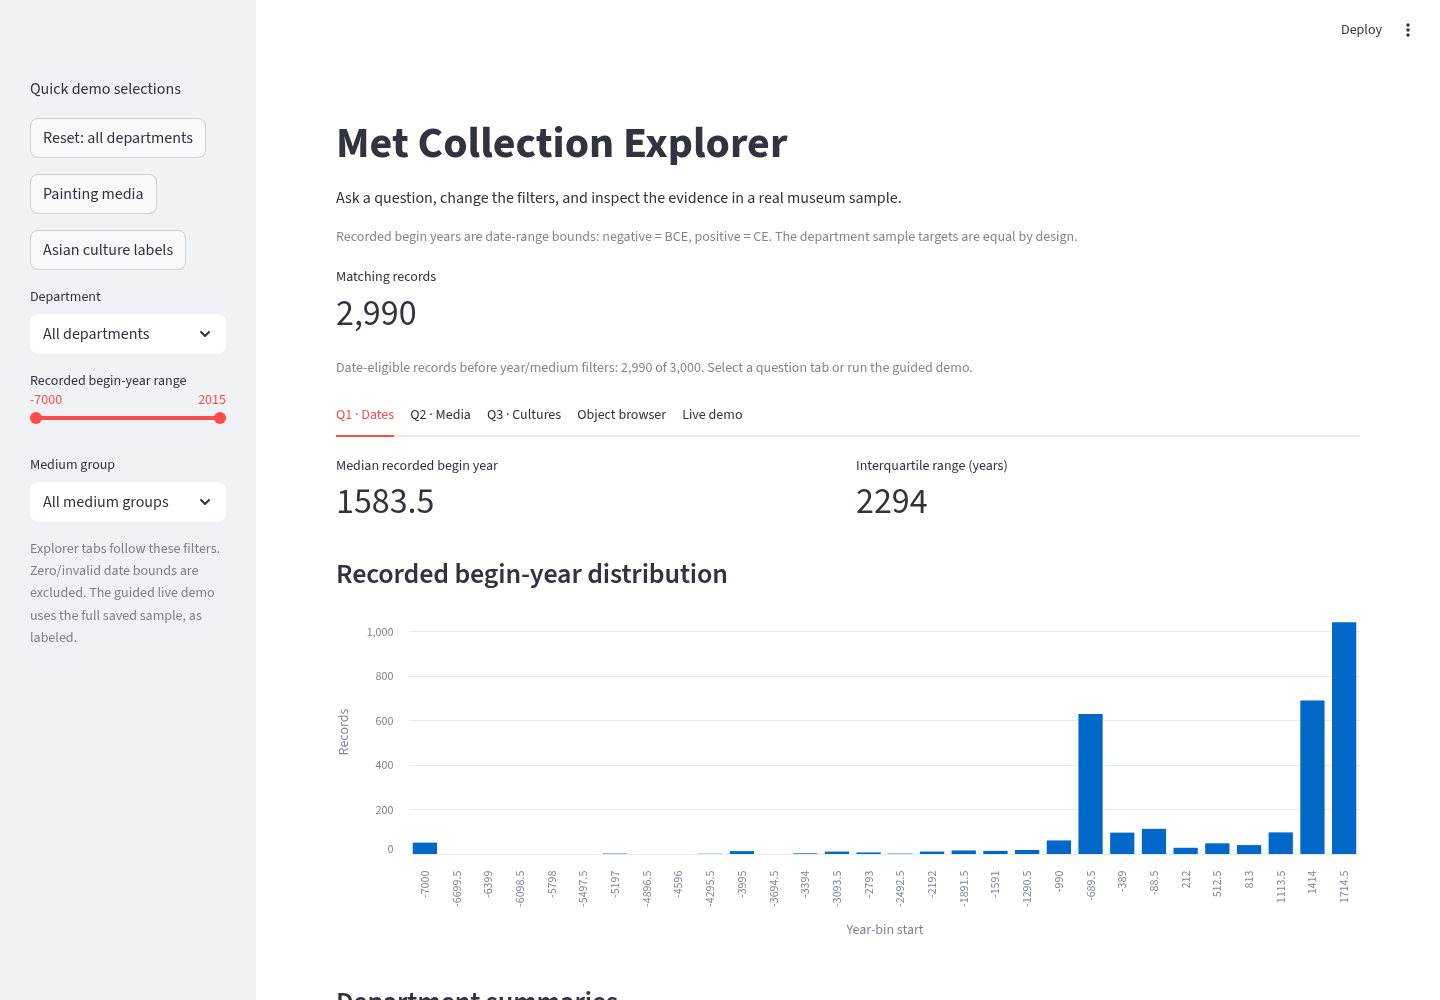 Deploy
Quick demo selections
Reset: all departments
Painting media
Asian culture labels
Department
All departments
Recorded begin-year range
-7000 2015
Medium group
All medium groups
Explorer tabs follow these filters.
Zero/invalid date bounds are
excluded. The guided live demo
uses the full saved sample, as
labeled.
Met Collection Explorer
Ask a question, change the filters, and inspect the evidence in a real museum sample.
Recorded begin years are date-range bounds: negative = BCE, positive = CE. The department sample targets are equal by design.
Matching records
2,990
Date-eligible records before year/medium filters: 2,990 of 3,000. Select a question tab or run the guided demo.
Q1 · Dates Q2 · Media Q3 · Cultures Object browser Live demo
Median recorded begin year
1583.5
Interquartile range (years)
2294
Recorded begin-year distribution
1,000
800
600
400
200
0
Records
-7000 -6699.5 -6399 -6098.5 -5798 -5497.5 -5197 -4896.5 -4596 -4295.5 -3995 -3694.5 -3394 -3093.5 -2793 -2492.5 -2192 -1891.5 -1591 -1290.5 -990 -689.5 -389 -88.5 212 512.5 813 1113.5 1414 1714.5
Year-bin start
Department summaries